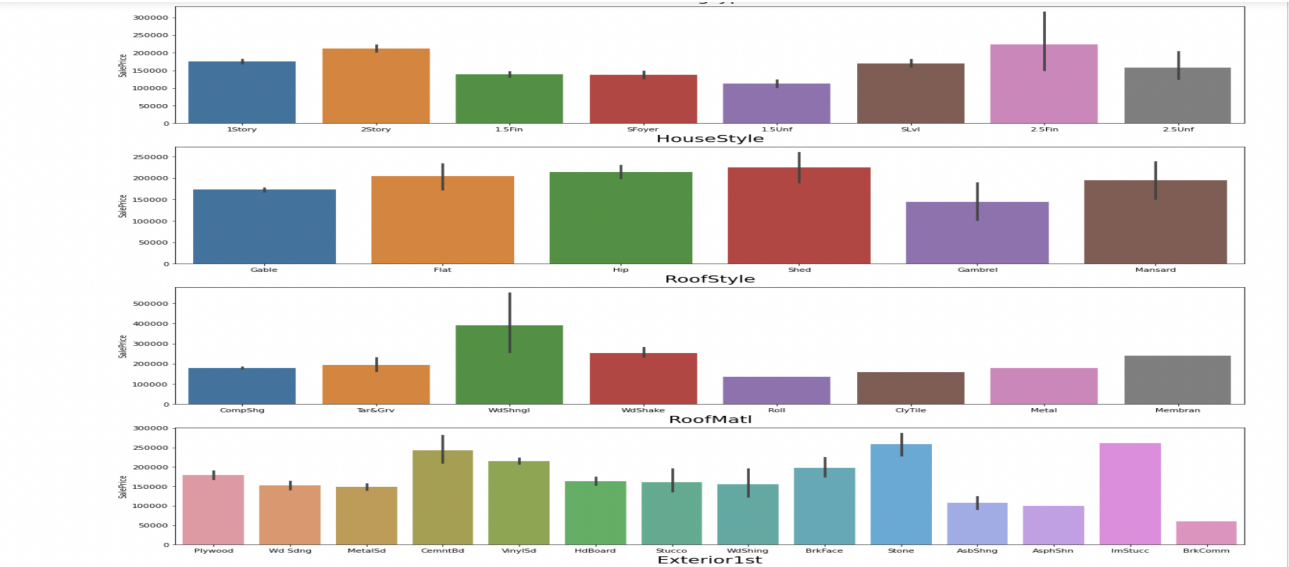 300000
250000
200000
150000
100000
50000
0
SalePrice
1Story 2Story 1.5Fin SFoyer 1.5Unf SLvl 2.5Fin 2.5Unf
HouseStyle
250000
200000
150000
100000
50000
0
SalePrice
Gable Flat Hip Shed Gambrel Mansard
RoofStyle
500000
400000
300000
200000
100000
0
SalePrice
CompShg Tar&Grv WdShngl WdShake Roll ClyTile Metal Membran
RoofMatl
300000
250000
200000
150000
100000
50000
0
SalePrice
Plywood Wd Sdng MetalSd CemntBd VinylSd HdBoard Stucco WdShing BrkFace Stone AsbShng AsphShn ImStucc BrkComm
Exterior1st